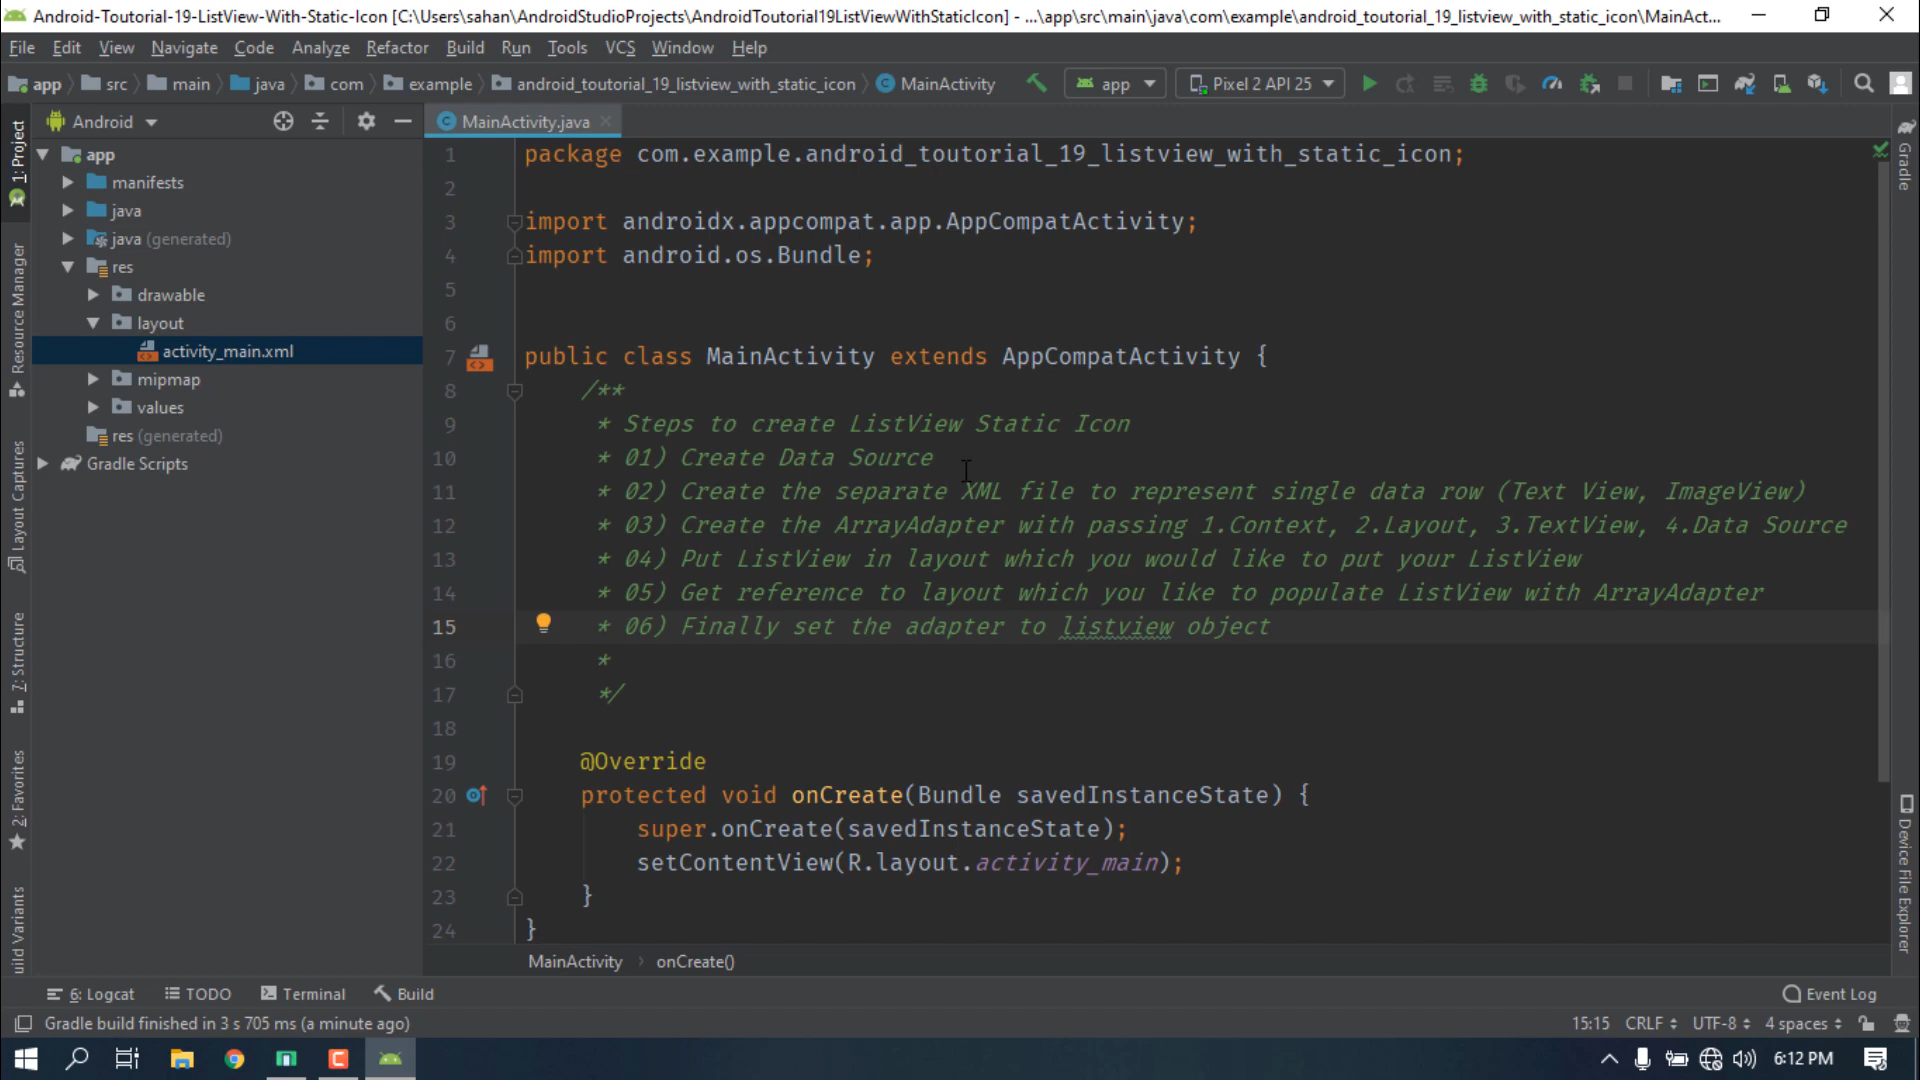 Android-Toutorial-19-ListView-With-Static-Icon [C:\Users\sahan\AndroidStudioProjects\AndroidToutorial19ListViewWithStaticIcon] - ...\app\src\main\java\com\example\android_toutorial_19_listview_with_static_icon\MainAct...
File Edit View Navigate Code Analyze Refactor Build Run Tools VCS Window Help
app src main java com example android_toutorial_19_listview_with_static_icon MainActivity app Pixel 2 API 25
Android
MainActivity.java
1: Project
Resource Manager
Layout Captures
7: Structure
2: Favorites
uild Variants
app
manifests
java
java (generated)
res
drawable
layout
activity_main.xml
mipmap
values
res (generated)
Gradle Scripts
1 package com.example.android_toutorial_19_listview_with_static_icon;
2
3 import androidx.appcompat.app.AppCompatActivity;
4 import android.os.Bundle;
5
6
7 public class MainActivity extends AppCompatActivity {
8 /**
9 * Steps to create ListView Static Icon
10 * 01) Create Data Source
11 * 02) Create the separate XML file to represent single data row (Text View, ImageView)
12 * 03) Create the ArrayAdapter with passing 1.Context, 2.Layout, 3.TextView, 4.Data Source
13 * 04) Put ListView in layout which you would like to put your ListView
14 * 05) Get reference to layout which you like to populate ListView with ArrayAdapter
15 * 06) Finally set the adapter to listview object
16 *
17 */
18
19 @Override
20 protected void onCreate(Bundle savedInstanceState) {
21 super.onCreate(savedInstanceState);
22 setContentView(R.layout.activity_main);
23 }
24 }
MainActivity onCreate()
Gradle
Device File Explorer
6: Logcat TODO Terminal Build Event Log
Gradle build finished in 3 s 705 ms (a minute ago) 15:15 CRLF UTF-8 4 spaces
6:12 PM